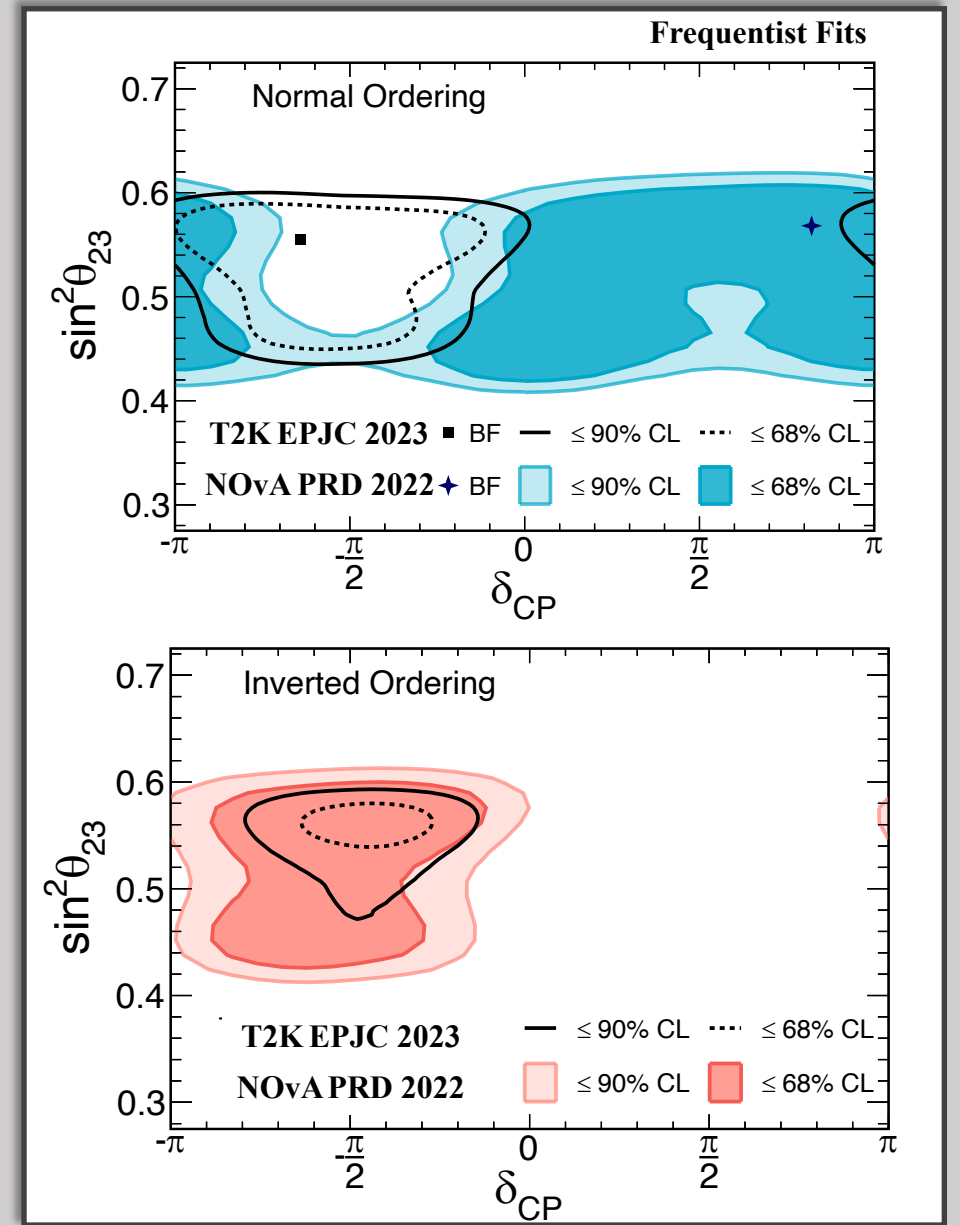 Frequentist Fits
Normal Ordering
0.7
0.6
0.5
0.4
0.3
sin²θ₂₃
T2K EPJC 2023 BF ≤ 90% CL ≤ 68% CL
NOvA PRD 2022 BF ≤ 90% CL ≤ 68% CL
-π -π/2 0 π/2 π
δCP
Inverted Ordering
0.7
0.6
0.5
0.4
0.3
sin²θ₂₃
T2K EPJC 2023 ≤ 90% CL ≤ 68% CL
NOvA PRD 2022 ≤ 90% CL ≤ 68% CL
-π -π/2 0 π/2 π
δCP